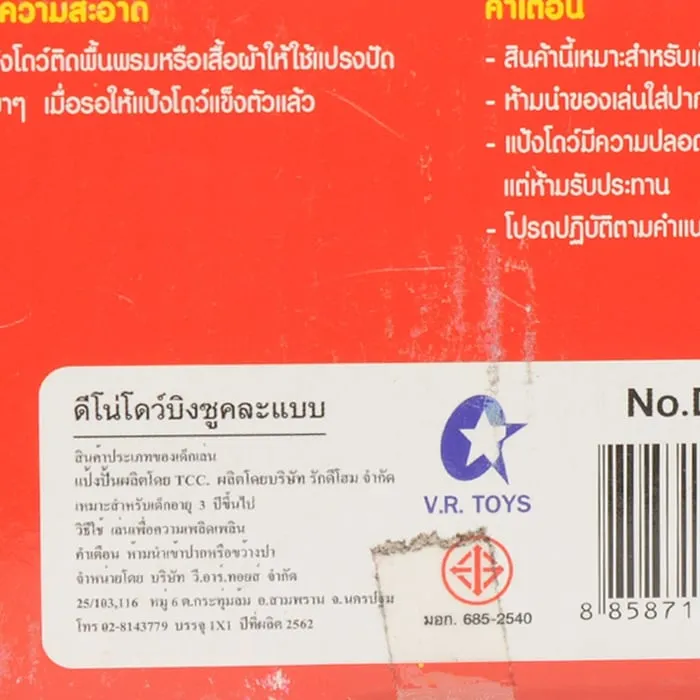 ความสะอาด
งโดว์ติดพื้นพรมหรือเสื้อผ้าให้ใช้แปรงปัด
าๆ เมื่อรอให้แป้งโดว์แข็งตัวแล้ว
คำเตือน
- สินค้านี้เหมาะสำหรับ
- ห้ามนำของเล่นใส่ปาก
- แป้งโดว์มีความปลอด
แต่ห้ามรับประทาน
- โปรดปฏิบัติตามคำแน
ดีโน่โดว์บิงซูคละแบบ
สินค้าประเภทของเด็กเล่น
แป้งปั้นผลิตโดย TCC. ผลิตโดยบริษัท รักดีโฮม จำกัด
เหมาะสำหรับเด็กอายุ 3 ปีขึ้นไป
วิธีใช้ เล่นเพื่อความเพลิดเพลิน
คำเตือน ห้ามนำเข้าปากหรือขว้างปา
จำหน่ายโดย บริษัท วี.อาร์.ทอยส์ จำกัด
25/103,116 หมู่ 6 ต.กระทุ่มล้ม อ.สามพราน จ.นครปฐม
โทร 02-8143779 บรรจุ 1X1 ปีที่ผลิต 2562
V.R. TOYS
มอก. 685-2540
No.D
8 85871